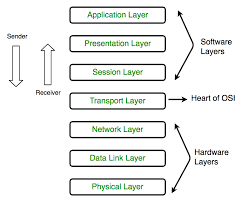 Application Layer
Sender
Presentation Layer
Software
Layers
Session Layer
Receiver
Transport Layer
Heart of OSI
Network Layer
Data Link Layer
Hardware
Layers
Physical Layer